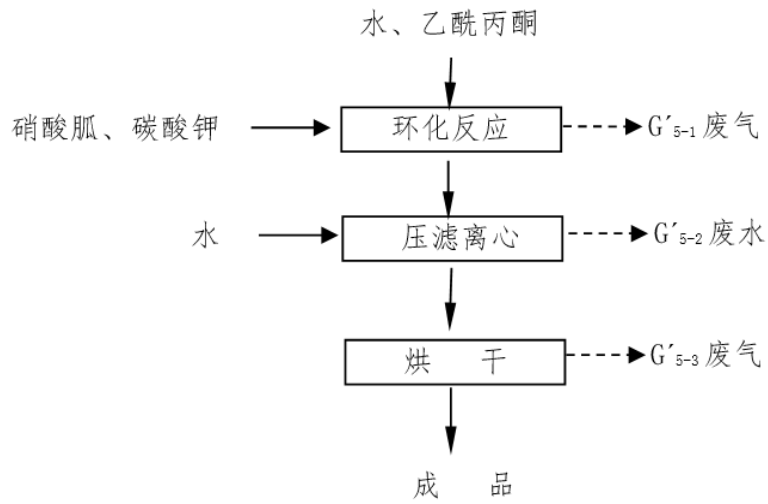 水、乙酰丙酮
硝酸胍、碳酸钾
环化反应
G′5-1废气
水
压滤离心
G′5-2废水
烘 干
G′5-3废气
成 品